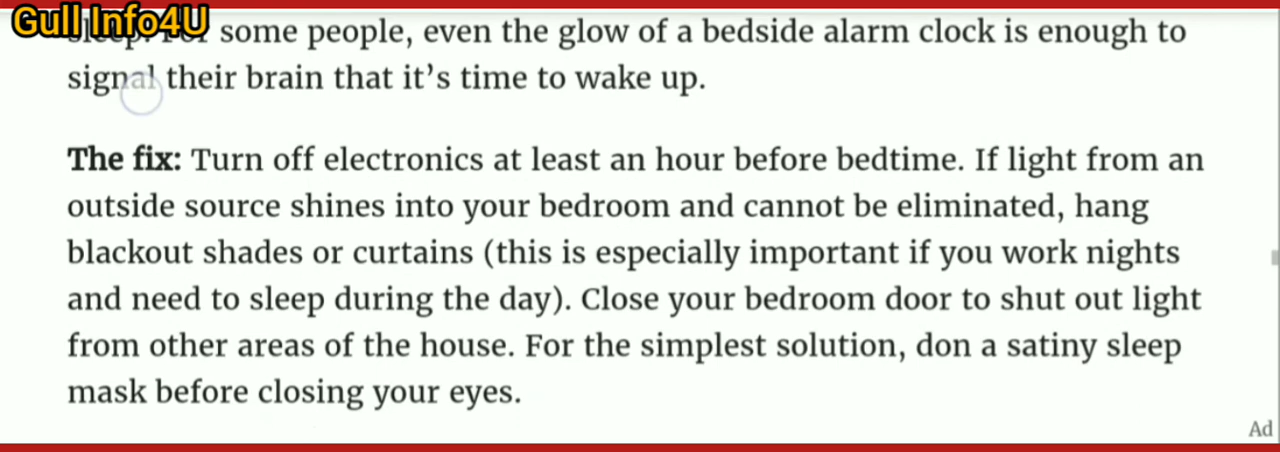 Gull Info4U
sleep. For some people, even the glow of a bedside alarm clock is enough to
signal their brain that it's time to wake up.
The fix: Turn off electronics at least an hour before bedtime. If light from an
outside source shines into your bedroom and cannot be eliminated, hang
blackout shades or curtains (this is especially important if you work nights
and need to sleep during the day). Close your bedroom door to shut out light
from other areas of the house. For the simplest solution, don a satiny sleep
mask before closing your eyes.
Ad